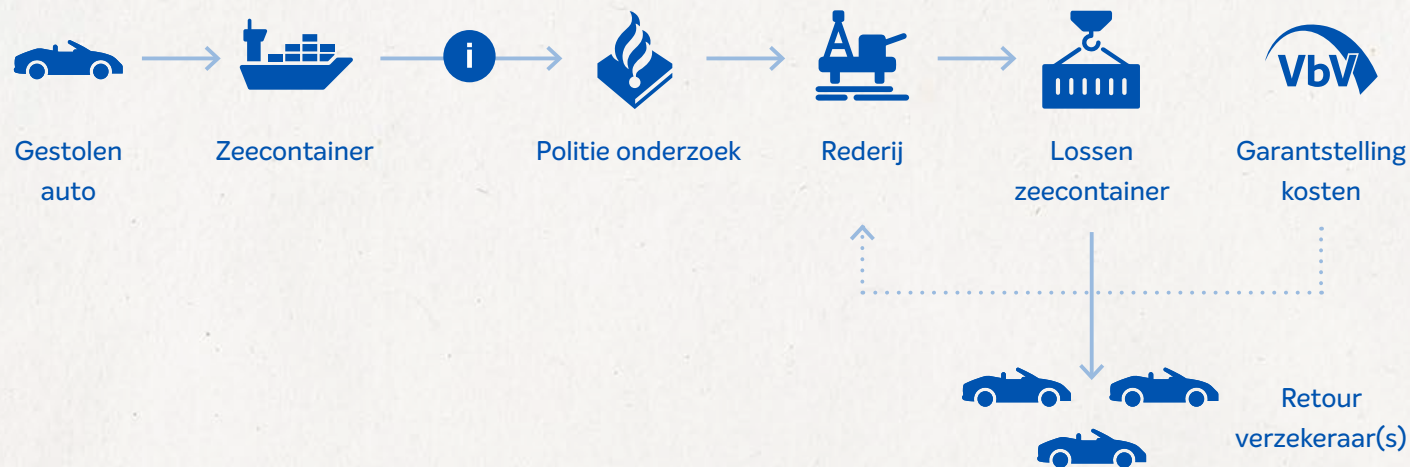 i
VbV
Gestolen
auto
Zeecontainer
Politie onderzoek
Rederij
Lossen
zeecontainer
Garantstelling
kosten
Retour
verzekeraar(s)